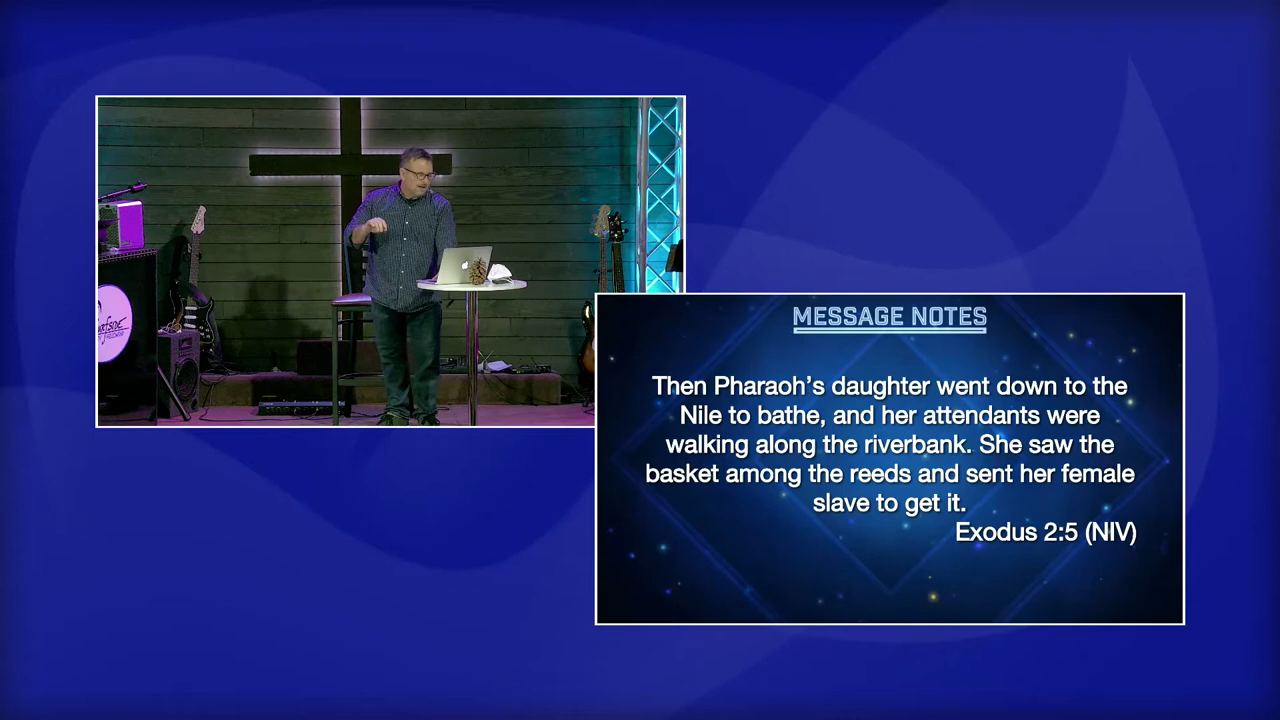 MESSAGE NOTES
Then Pharaoh's daughter went down to the
Nile to bathe, and her attendants were
walking along the riverbank. She saw the
basket among the reeds and sent her female
slave to get it.
Exodus 2:5 (NIV)